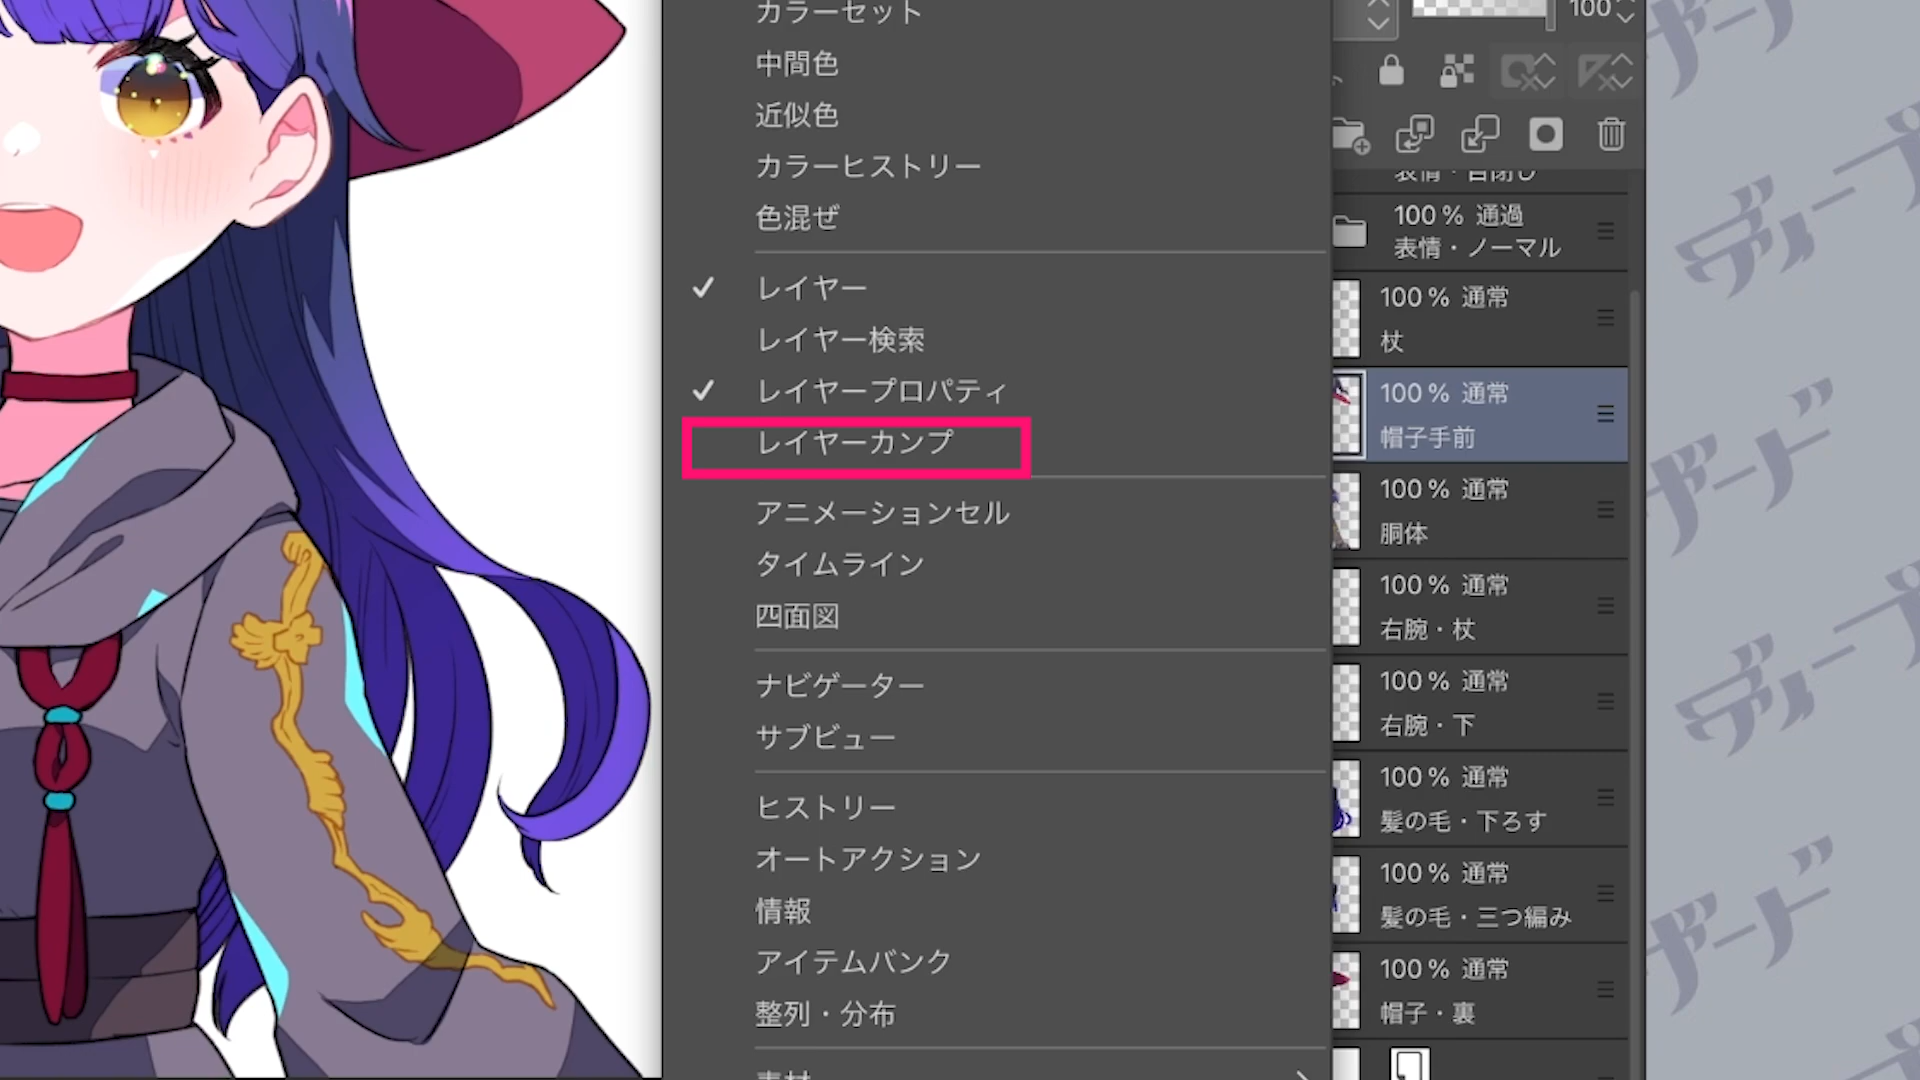 カラーセット
中間色
近似色
カラーヒストリー
色混ぜ
レイヤー
レイヤー検索
レイヤープロパティ
レイヤーカンプ
アニメーションセル
タイムライン
四面図
ナビゲーター
サブビュー
ヒストリー
オートアクション
情報
アイテムバンク
整列・分布
素材
100
表情・目閉じ
100％ 通過
表情・ノーマル
100％ 通常
杖
100％ 通常
帽子手前
100％ 通常
胴体
100％ 通常
右腕・杖
100％ 通常
右腕・下
100％ 通常
髪の毛・下ろす
100％ 通常
髪の毛・三つ編み
100％ 通常
帽子・裏